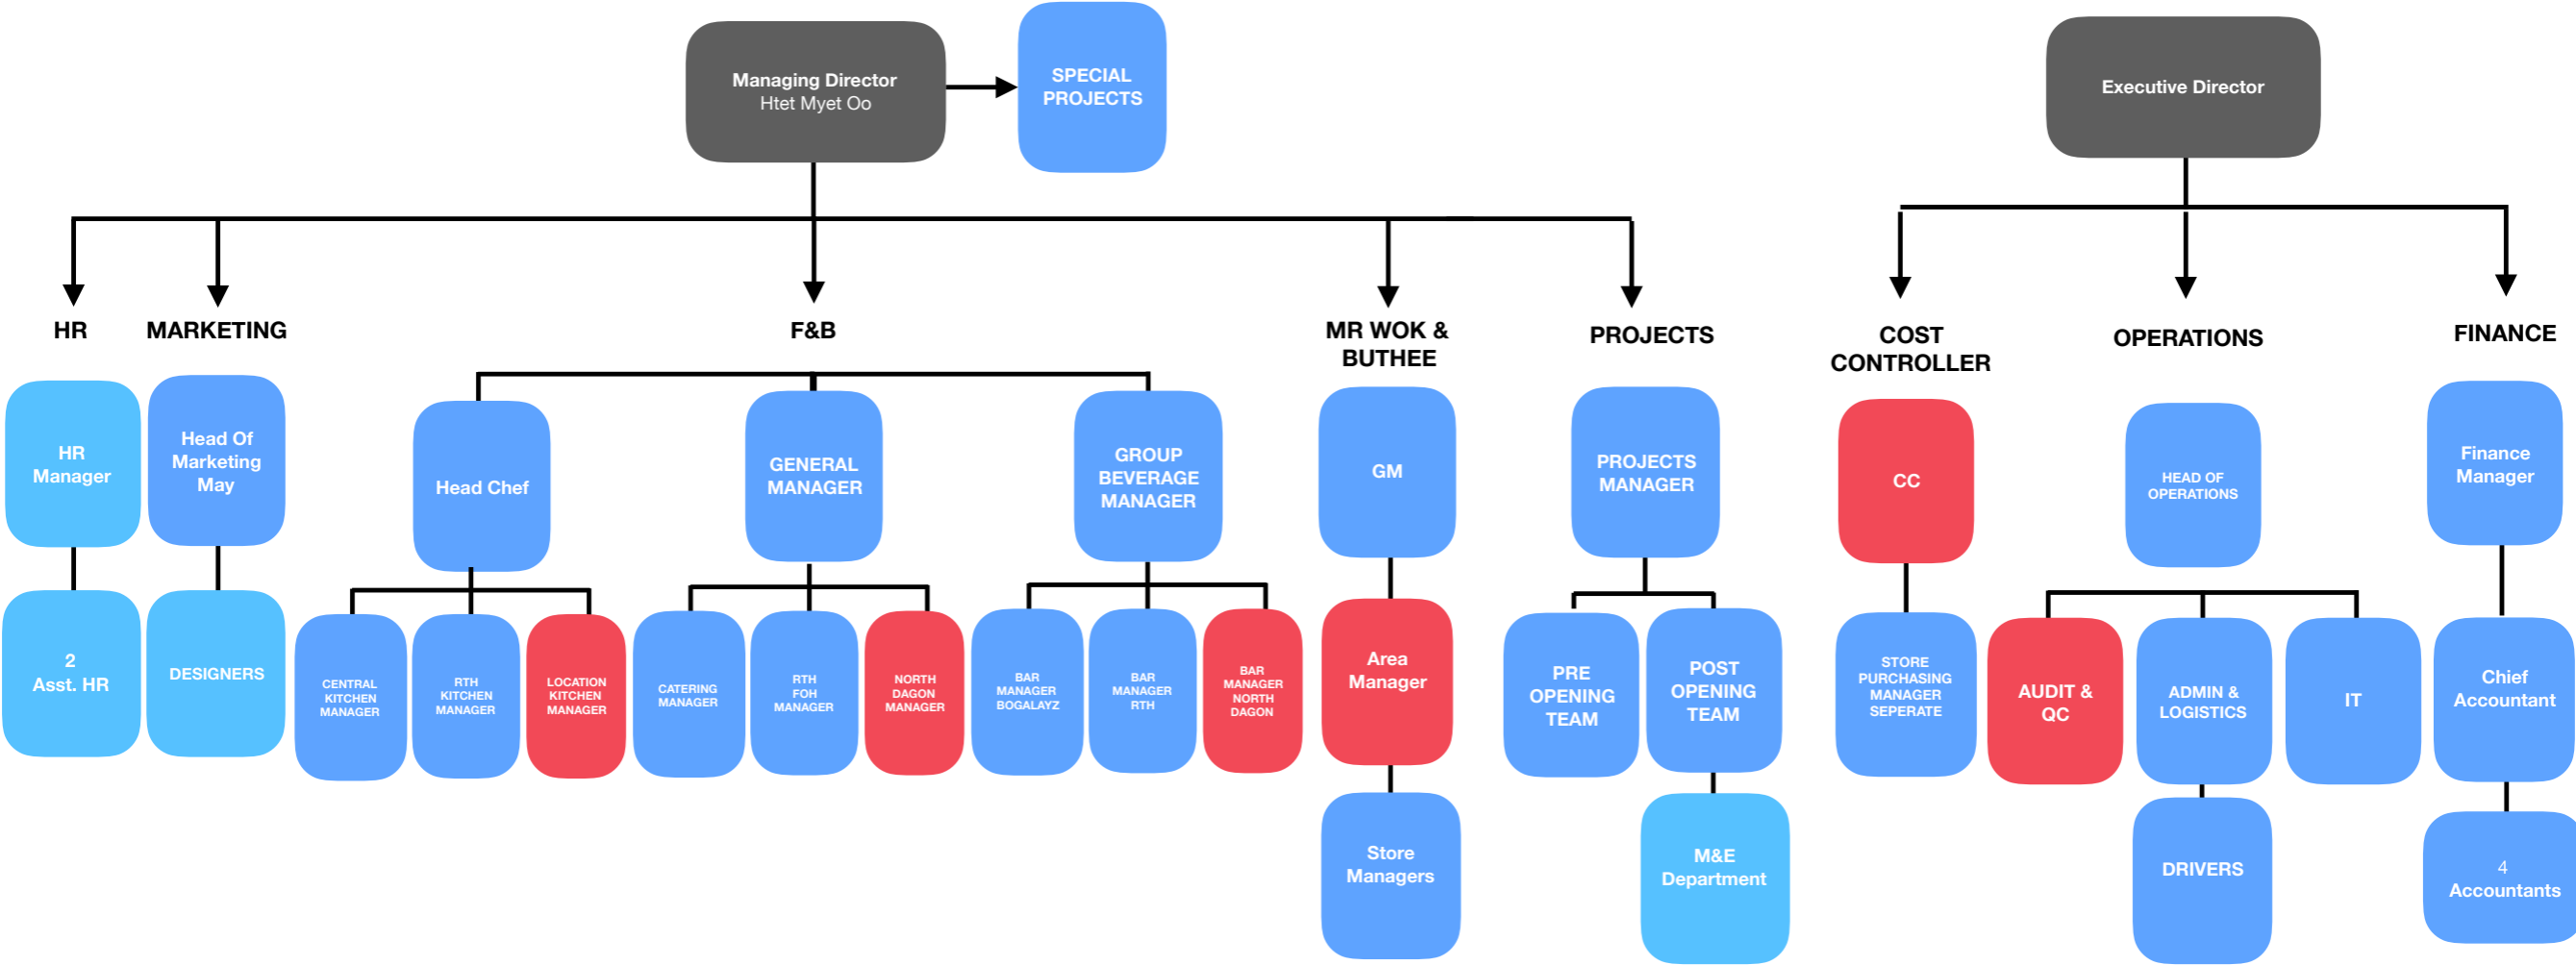 Managing Director
Htet Myet Oo
SPECIAL
PROJECTS
Executive Director
HR
MARKETING
F&B
MR WOK &
BUTHEE
PROJECTS
COST
CONTROLLER
OPERATIONS
FINANCE
HR
Manager
Head Of
Marketing
May
Head Chef
GENERAL
MANAGER
GROUP
BEVERAGE
MANAGER
GM
PROJECTS
MANAGER
CC
HEAD OF
OPERATIONS
Finance
Manager
2
Asst. HR
DESIGNERS
CENTRAL
KITCHEN
MANAGER
RTH
KITCHEN
MANAGER
LOCATION
KITCHEN
MANAGER
CATERING
MANAGER
RTH
FOH
MANAGER
NORTH
DAGON
MANAGER
BAR
MANAGER
BOGALAYZ
BAR
MANAGER
RTH
BAR
MANAGER
NORTH
DAGON
Area
Manager
PRE
OPENING
TEAM
POST
OPENING
TEAM
STORE
PURCHASING
MANAGER
SEPERATE
AUDIT &
QC
ADMIN &
LOGISTICS
IT
Chief
Accountant
Store
Managers
M&E
Department
DRIVERS
4
Accountants